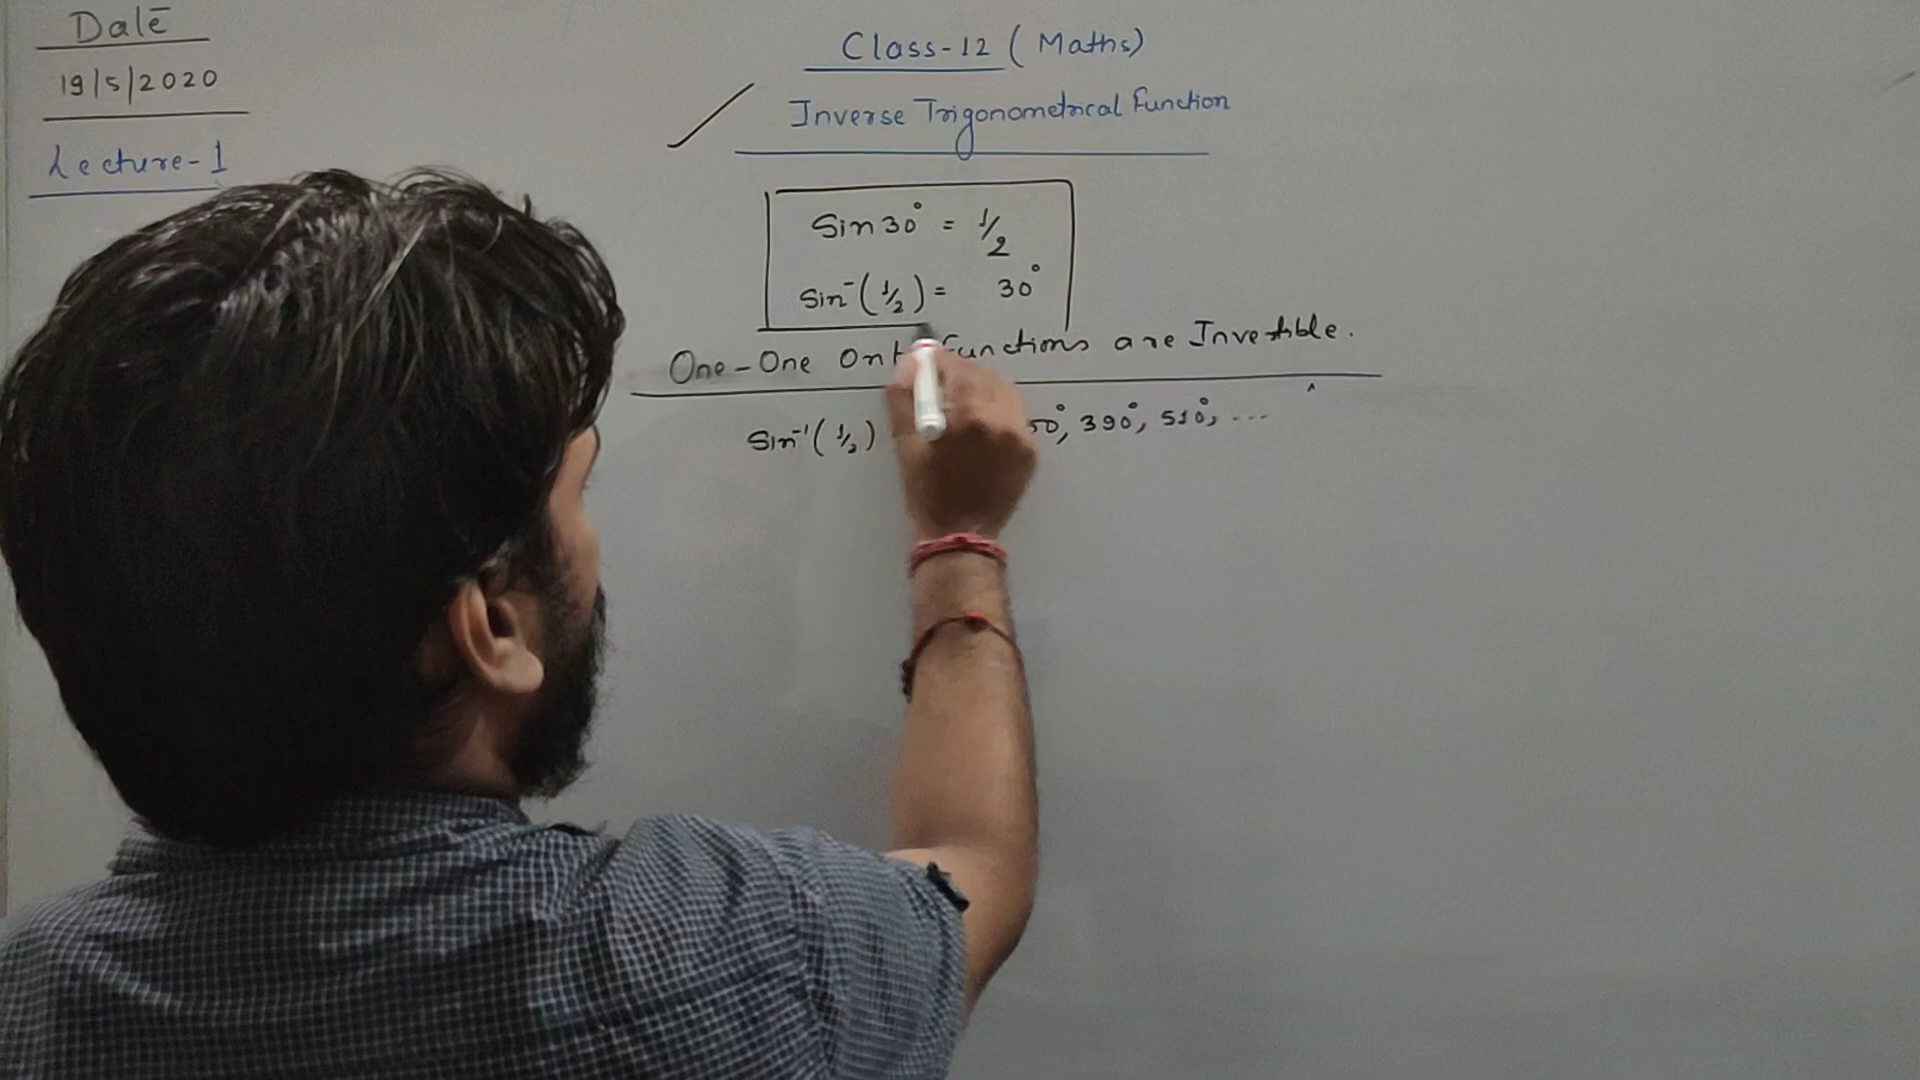 Date
19/5/2020
Lecture-1
Class-12 (Maths)
Inverse Trigonometrical Function
Sin 30° = 1/2
Sin⁻(1/2) = 30°
One-One functions are Invertible.
Sin⁻¹(1/2) 390°, 510°, ...